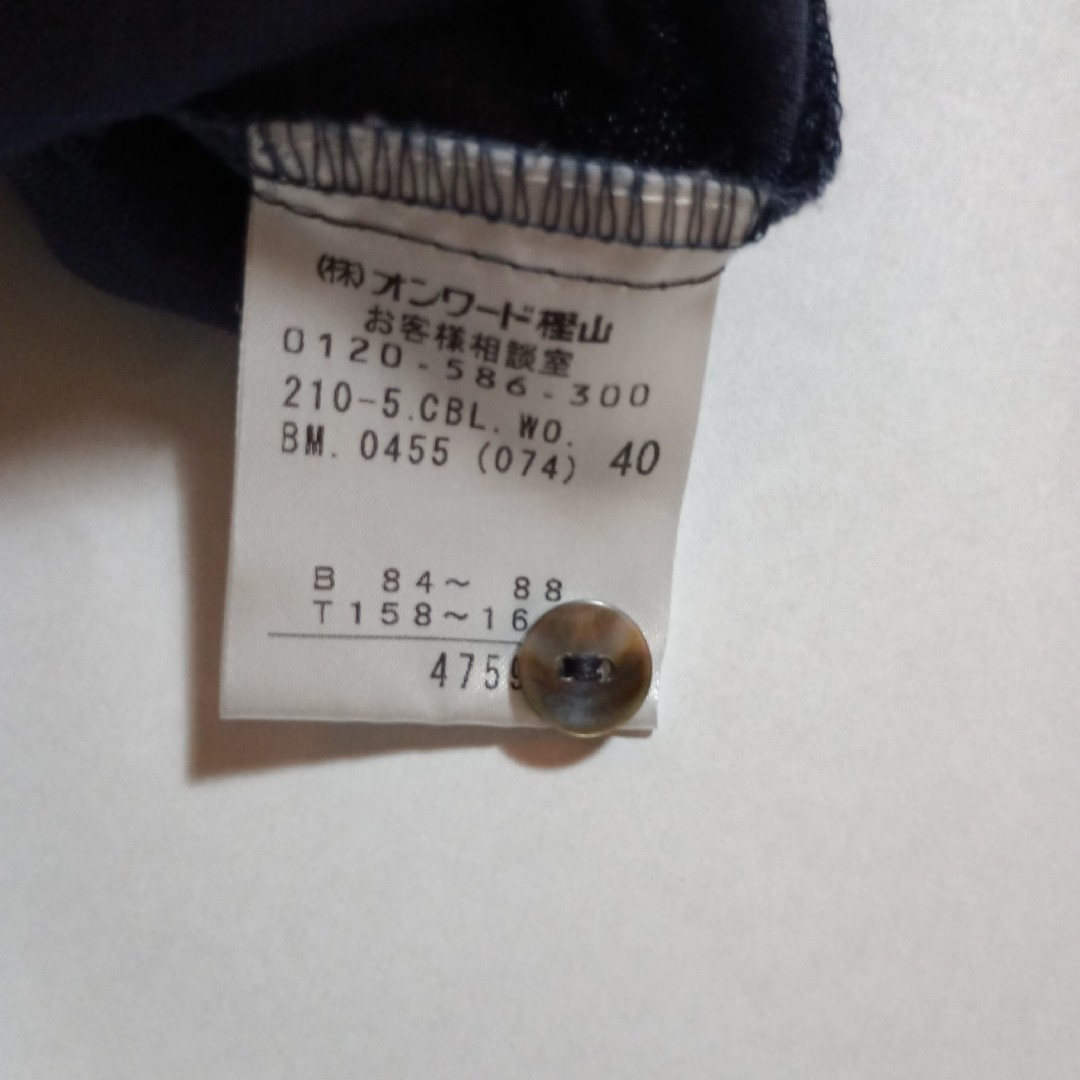 (株)オンワード樫山
お客様相談室
0120-586-300
210-5.CBL. WO.
BM. 0455 (074) 40
B 84～ 88
T158～16
4759